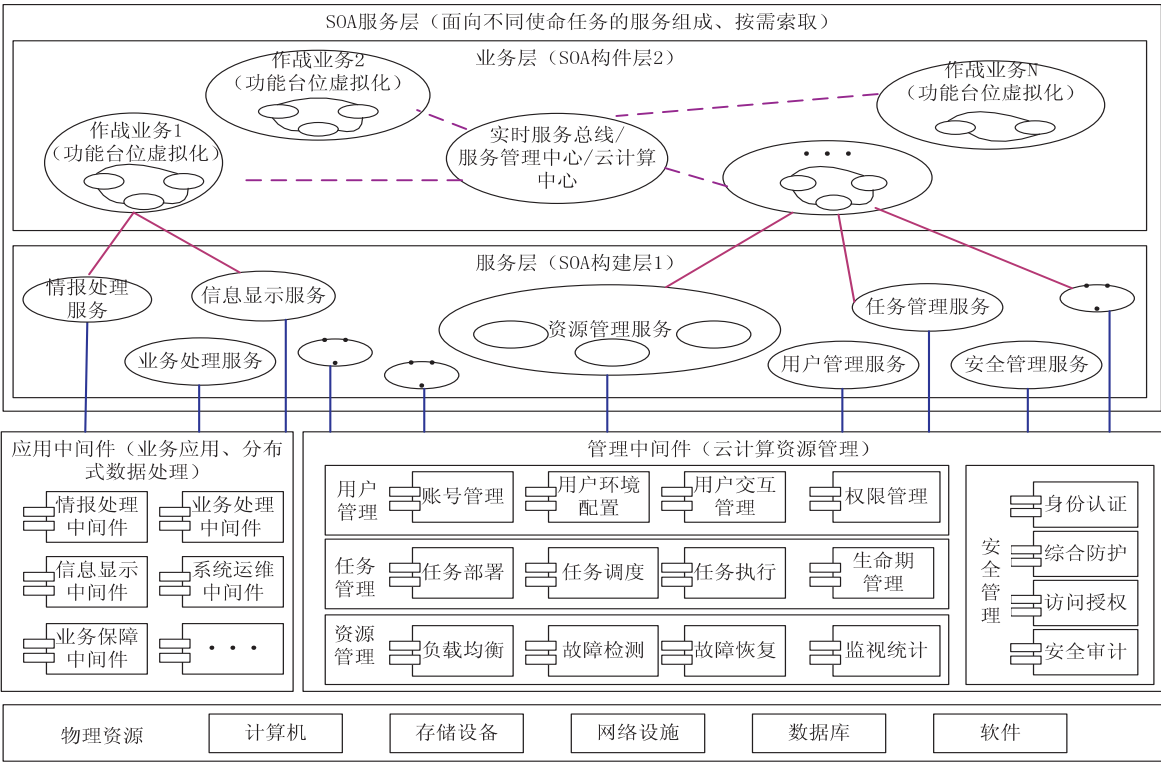 SOA服务层（面向不同使命任务的服务组成、按需索取）
业务层（SOA构件层2）
作战业务2
（功能台位虚拟化）
作战业务N
（功能台位虚拟化）
作战业务1
（功能台位虚拟化）
实时服务总线/
服务管理中心/云计算
中心
• • •
服务层（SOA构建层1）
情报处理
服务
信息显示服务
业务处理服务
资源管理服务
任务管理服务
用户管理服务
安全管理服务
应用中间件（业务应用、分布
式数据处理）
情报处理
中间件
业务处理
中间件
信息显示
中间件
系统运维
中间件
业务保障
中间件
• • •
管理中间件（云计算资源管理）
用户
管理
账号管理
用户环境
配置
用户交互
管理
权限管理
任务
管理
任务部署
任务调度
任务执行
生命期
管理
资源
管理
负载均衡
故障检测
故障恢复
监视统计
安
全
管
理
身份认证
综合防护
访问授权
安全审计
物理资源
计算机
存储设备
网络设施
数据库
软件